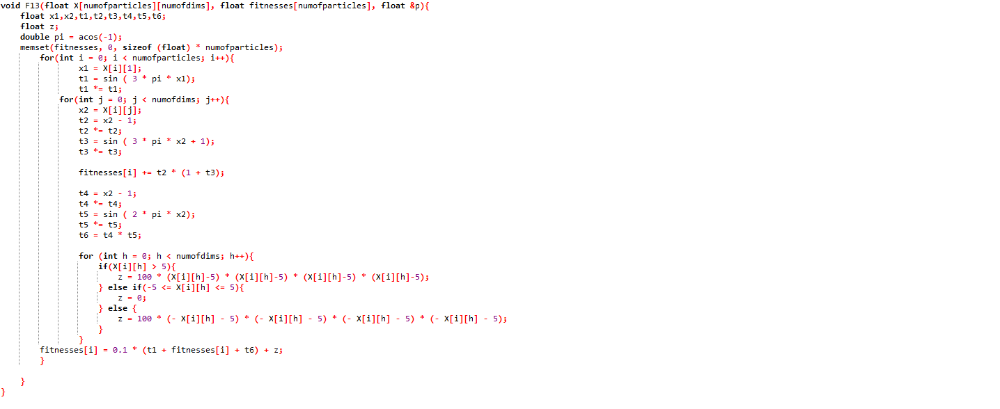 void F13(float X[numofparticles][numofdims], float fitnesses[numofparticles], float &p){
    float x1,x2,t1,t2,t3,t4,t5,t6;
    float z;
    double pi = acos(-1);
    memset(fitnesses, 0, sizeof (float) * numofparticles);
        for(int i = 0; i < numofparticles; i++){
                x1 = X[i][1];
                t1 = sin ( 3 * pi * x1);
                t1 *= t1;
            for(int j = 0; j < numofdims; j++){
                x2 = X[i][j];
                t2 = x2 - 1;
                t2 *= t2;
                t3 = sin ( 3 * pi * x2 + 1);
                t3 *= t3;

                fitnesses[i] += t2 * (1 + t3);

                t4 = x2 - 1;
                t4 *= t4;
                t5 = sin ( 2 * pi * x2);
                t5 *= t5;
                t6 = t4 * t5;

                for (int h = 0; h < numofdims; h++){
                    if(X[i][h] > 5){
                        z = 100 * (X[i][h]-5) * (X[i][h]-5) * (X[i][h]-5) * (X[i][h]-5);
                    } else if(-5 <= X[i][h] <= 5){
                        z = 0;
                    } else {
                        z = 100 * (- X[i][h] - 5) * (- X[i][h] - 5) * (- X[i][h] - 5) * (- X[i][h] - 5);
                    }
                }
        fitnesses[i] = 0.1 * (t1 + fitnesses[i] + t6) + z;
        }

    }
}